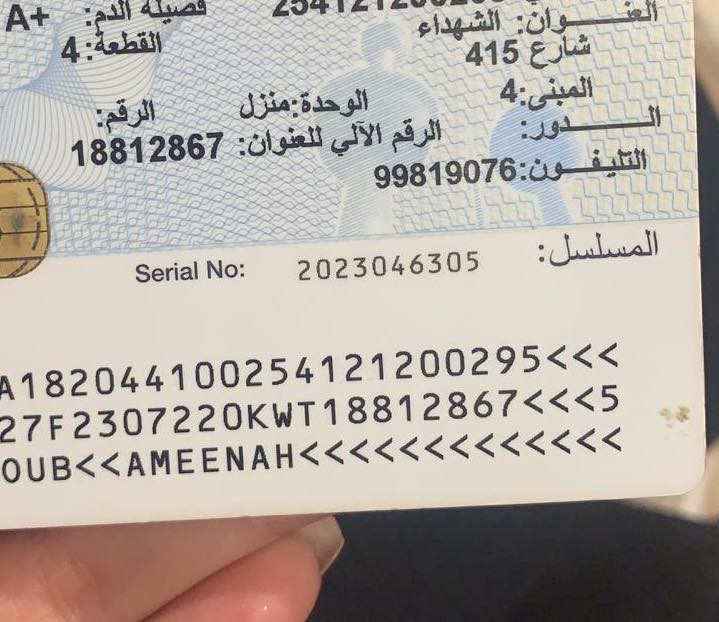 فصيلة الدم: A+
العنوان: الشهداء
القطعة: 4
شارع 415
المبنى: 4
الوحدة: منزل
الرقم:
الدور:
الرقم الآلي للعنوان: 18812867
التليفون: 99819076
المسلسل:
Serial No: 2023046305
A182044100254121200295<<<
27F2307220KWT18812867<<<5
OUB<<AMEENAH<<<<<<<<<<<<<